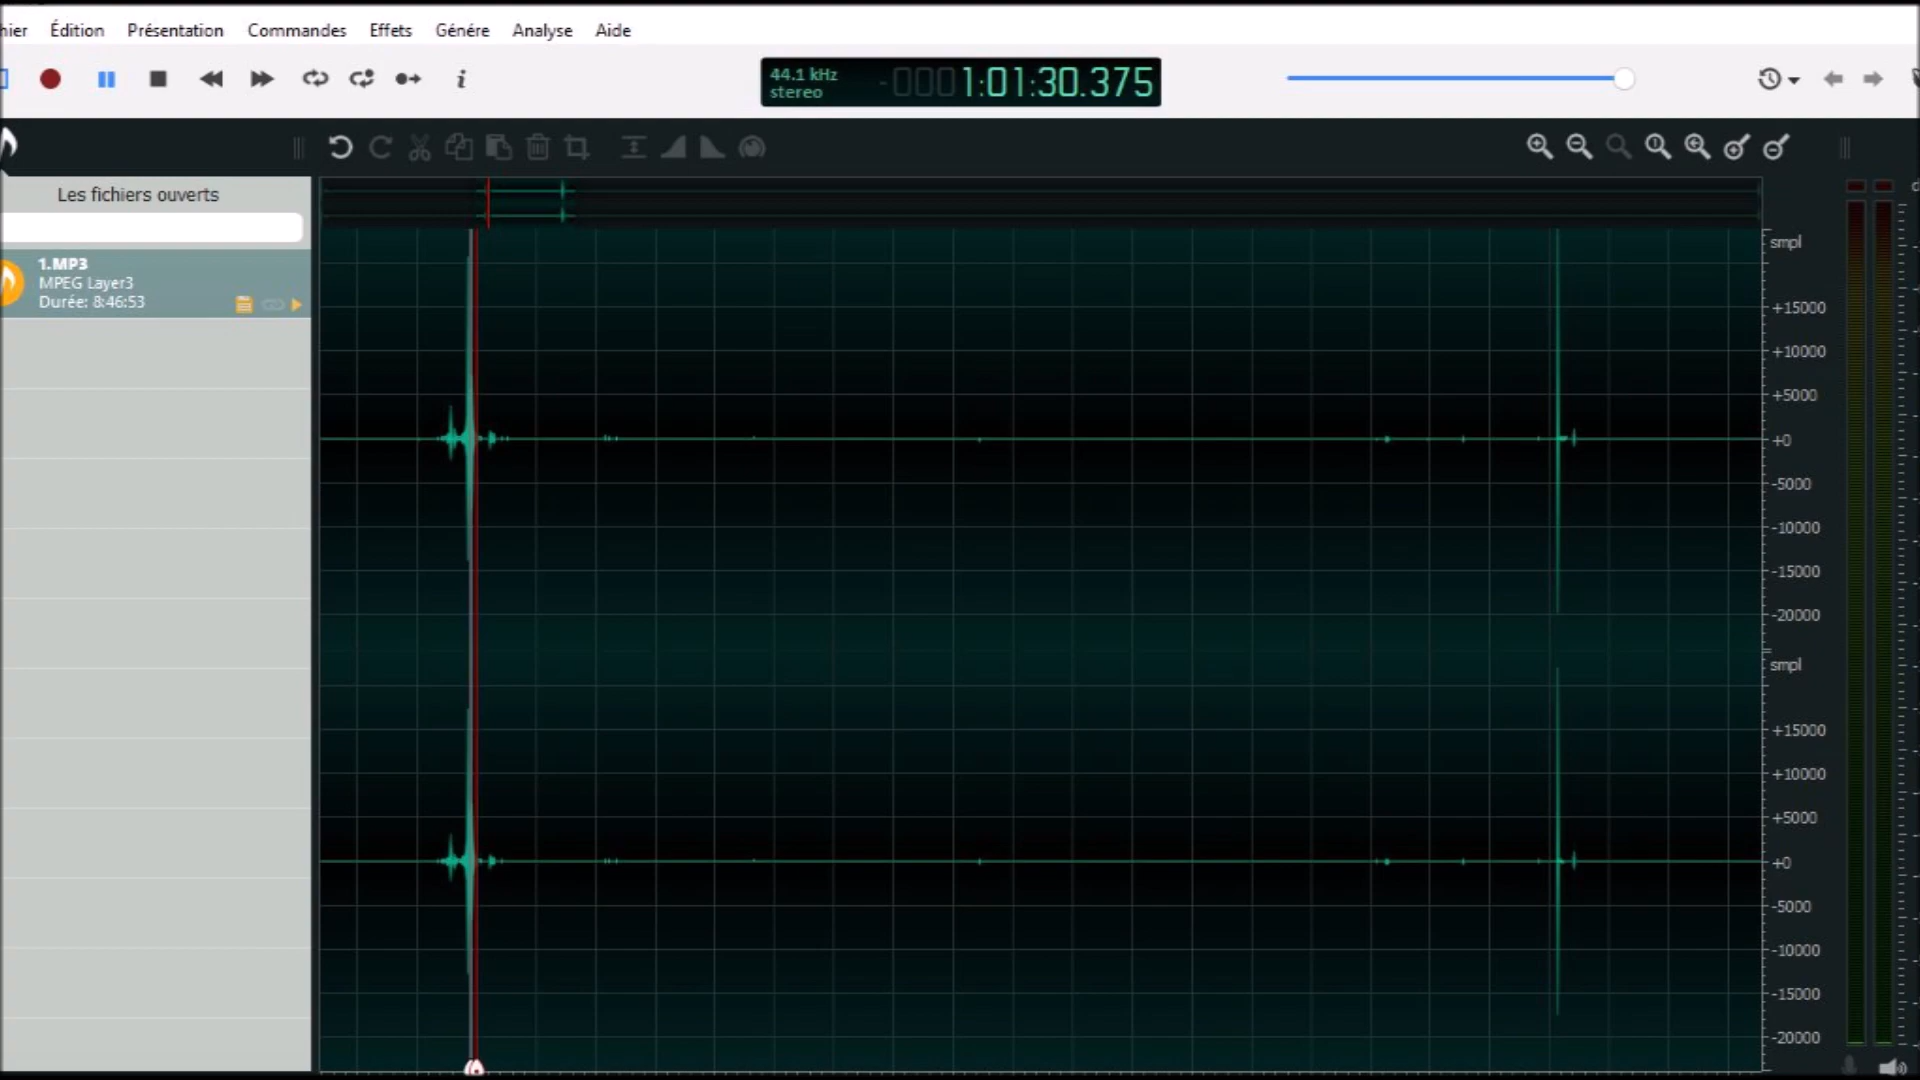 hier Édition Présentation Commandes Effets Génére Analyse Aide
44.1 kHz
stereo
-0001:01:30.375
Les fichiers ouverts
1.MP3
MPEG Layer3
Durée: 8:46:53
smpl
+15000
+10000
+5000
+0
-5000
-10000
-15000
-20000
smpl
+15000
+10000
+5000
+0
-5000
-10000
-15000
-20000